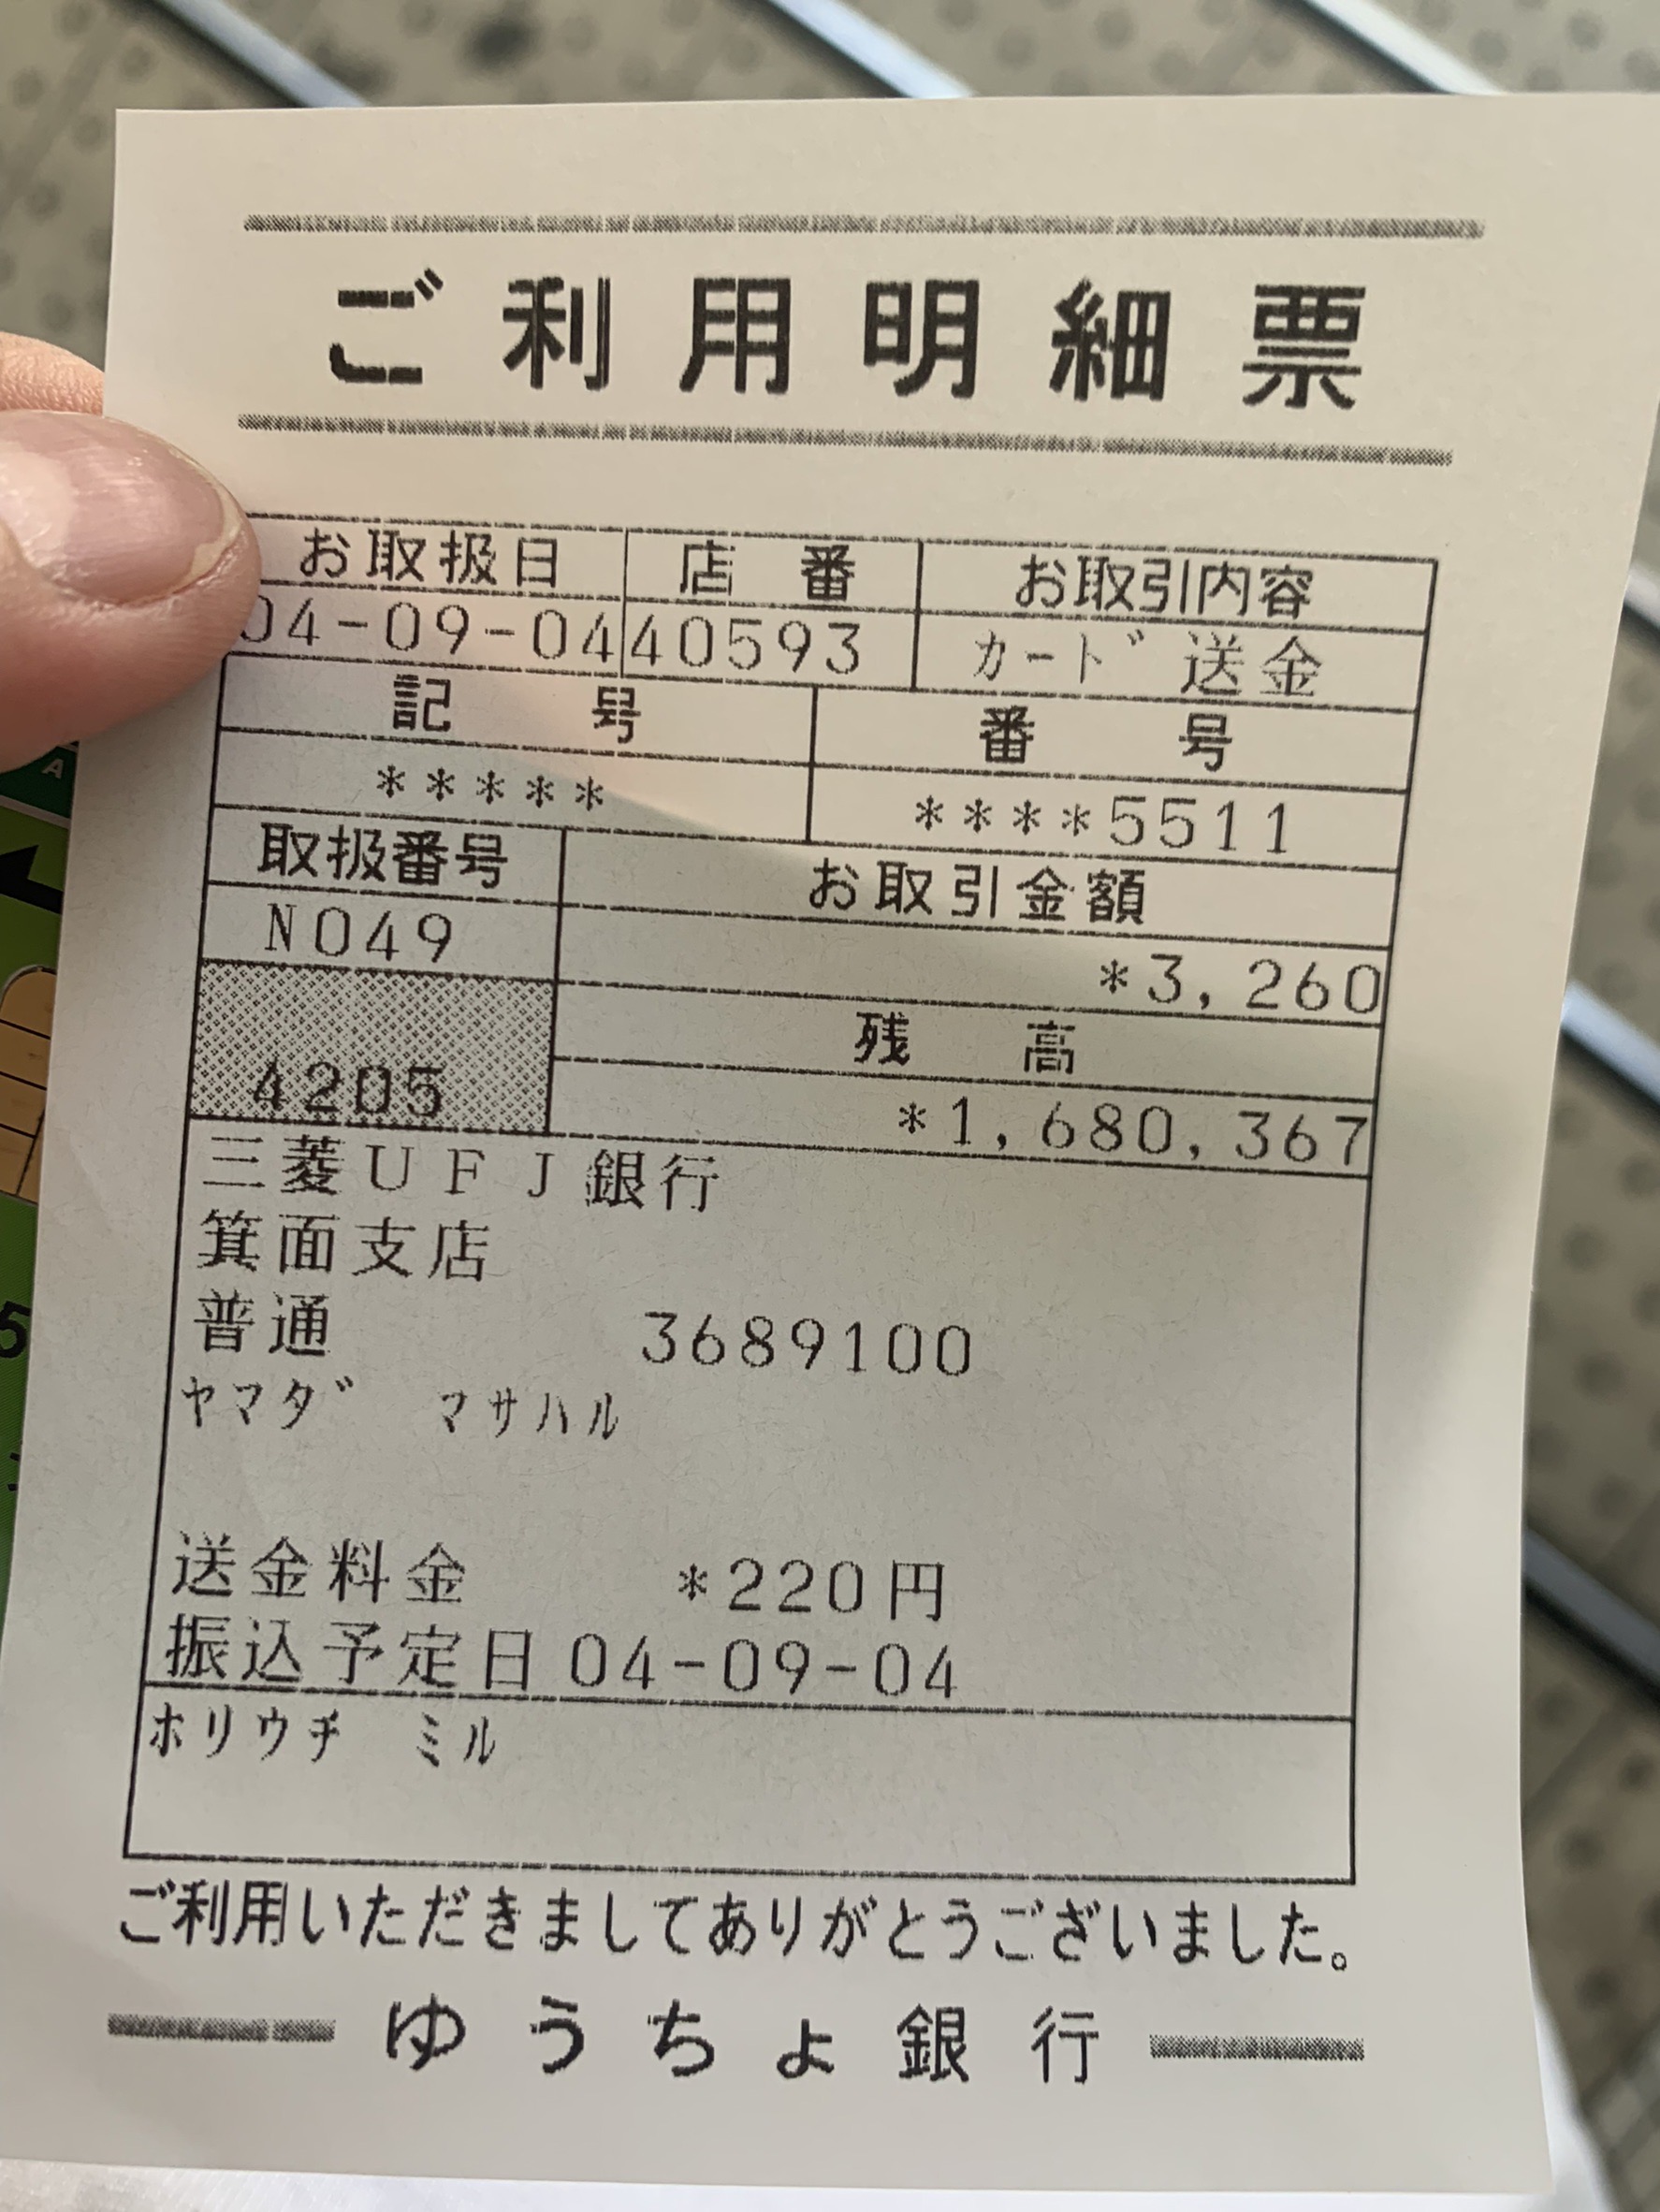 ご利用明細票
お取扱日 店番 お取引内容
04-09-04 40593 カード送金
記号 番号
***** ****5511
取扱番号 お取引金額
N049 *3,260
残高
4205 *1,680,367
三菱UFJ銀行
箕面支店
普通 3689100
ヤマダ マサハル
送金料金 *220円
振込予定日 04-09-04
ホリウチ ミル
ご利用いただきましてありがとうございました。
ゆうちょ銀行
A
5